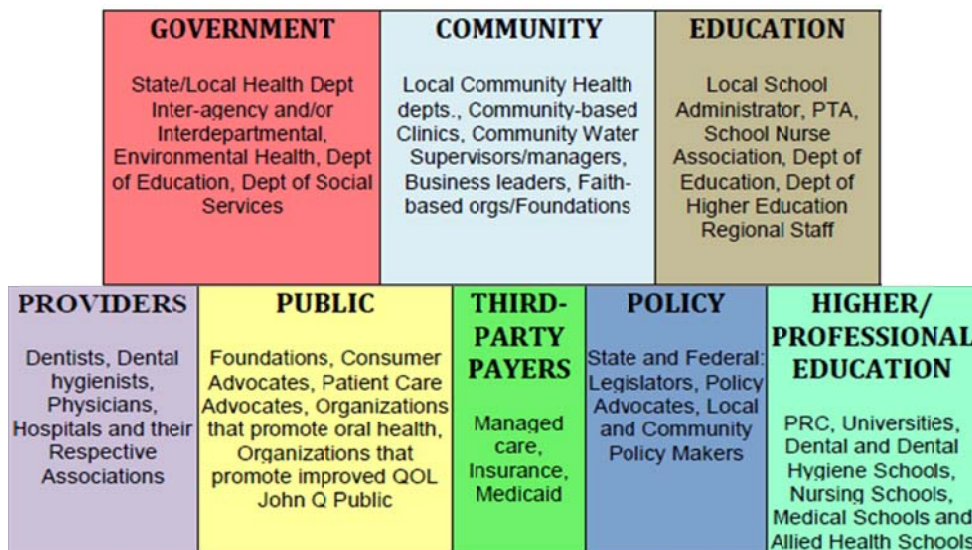 GOVERNMENT
State/Local Health Dept
Inter-agency and/or
Interdepartmental,
Environmental Health, Dept
of Education, Dept of Social
Services
COMMUNITY
Local Community Health
depts., Community-based
Clinics, Community Water
Supervisors/managers,
Business leaders, Faith-
based orgs/Foundations
EDUCATION
Local School
Administrator, PTA,
School Nurse
Association, Dept of
Education, Dept of
Higher Education
Regional Staff
PROVIDERS
Dentists, Dental
hygienists,
Physicians,
Hospitals and their
Respective
Associations
PUBLIC
Foundations, Consumer
Advocates, Patient Care
Advocates, Organizations
that promote oral health,
Organizations that
promote improved QOL
John Q Public
THIRD-
PARTY
PAYERS
Managed
care,
Insurance,
Medicaid
POLICY
State and Federal:
Legislators, Policy
Advocates, Local
and Community
Policy Makers
HIGHER/
PROFESSIONAL
EDUCATION
PRC, Universities,
Dental and Dental
Hygiene Schools,
Nursing Schools,
Medical Schools and
Allied Health Schools